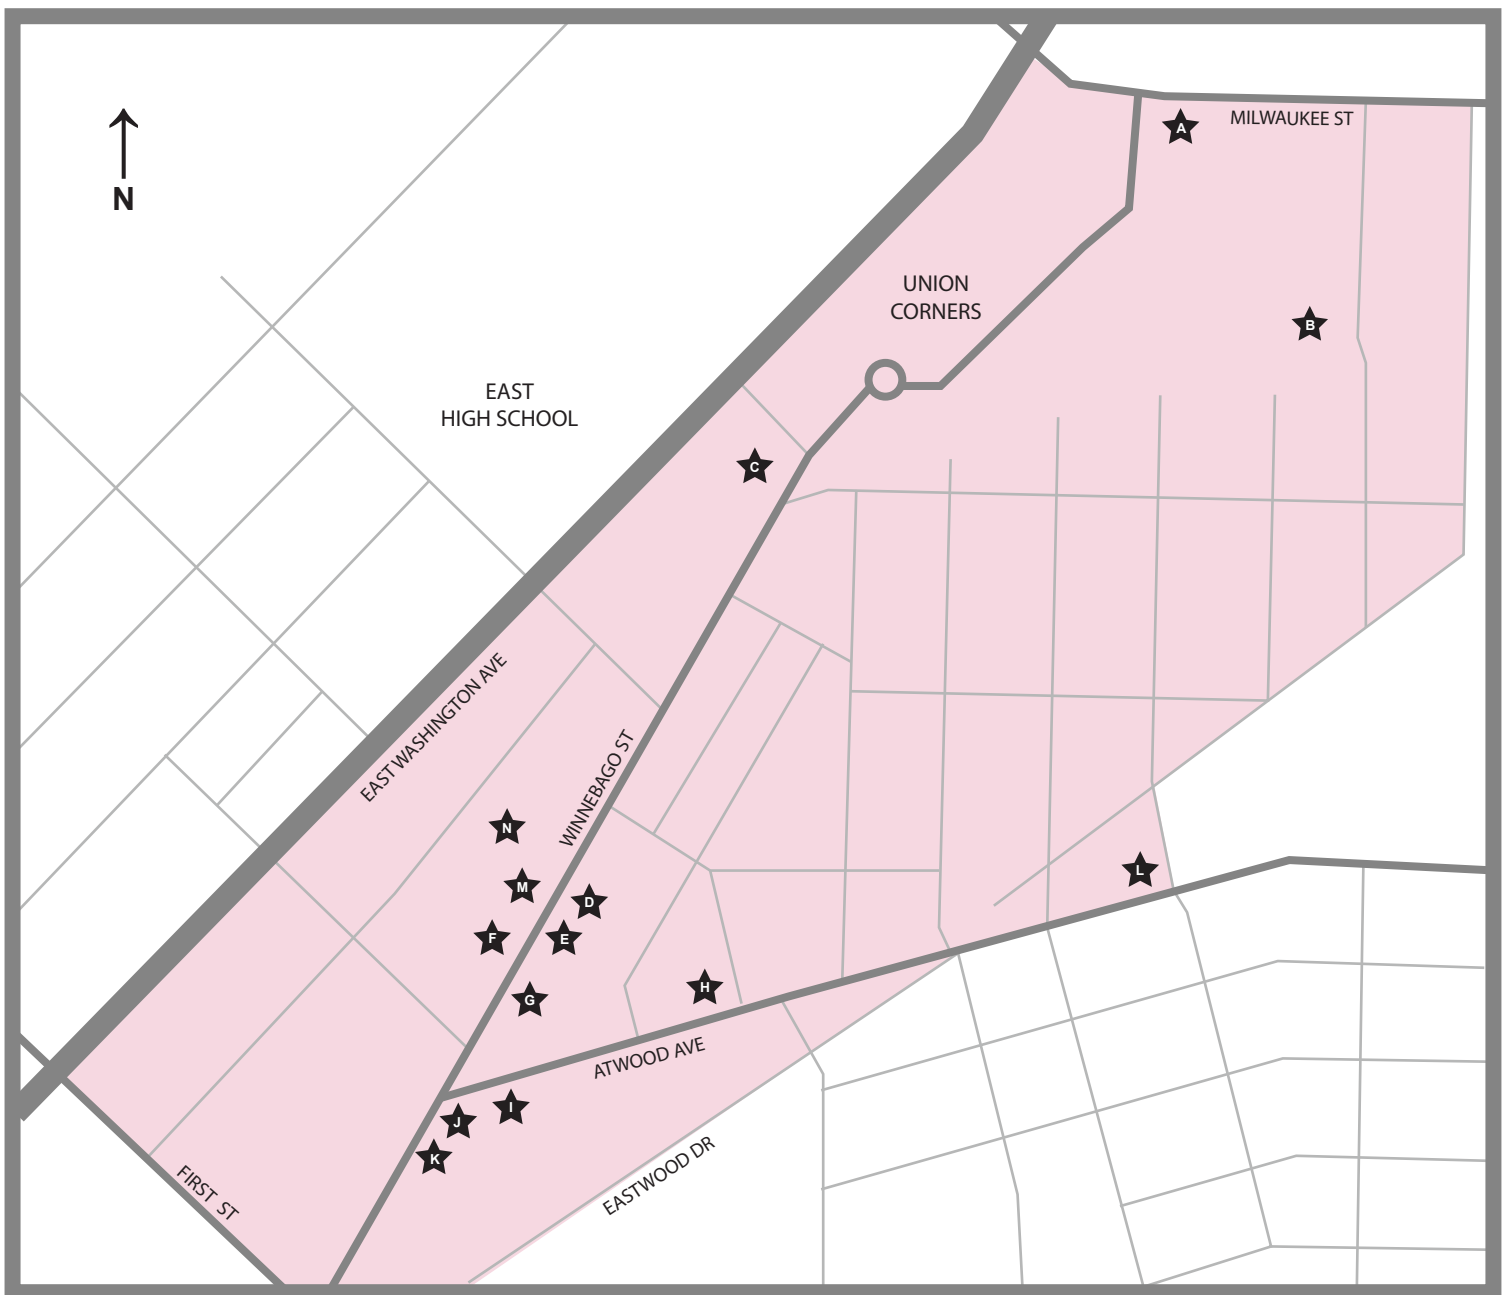 MILWAUKEE ST
A
N
UNION
CORNERS
B
EAST
HIGH SCHOOL
C
EAST WASHINGTON AVE
WINNEBAGO ST
N
M
D
F
E
L
G
H
ATWOOD AVE
I
J
K
EASTWOOD DR
FIRST ST